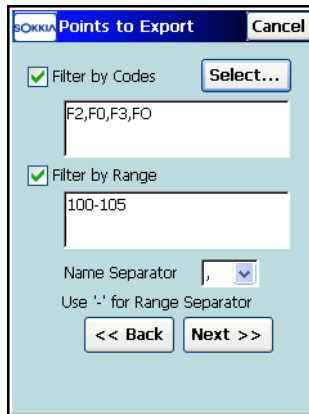 SOKKIA Points to Export Cancel
Filter by Codes Select...
F2,F0,F3,FO
Filter by Range
100-105
Name Separator ,
Use '-' for Range Separator
<< Back Next >>